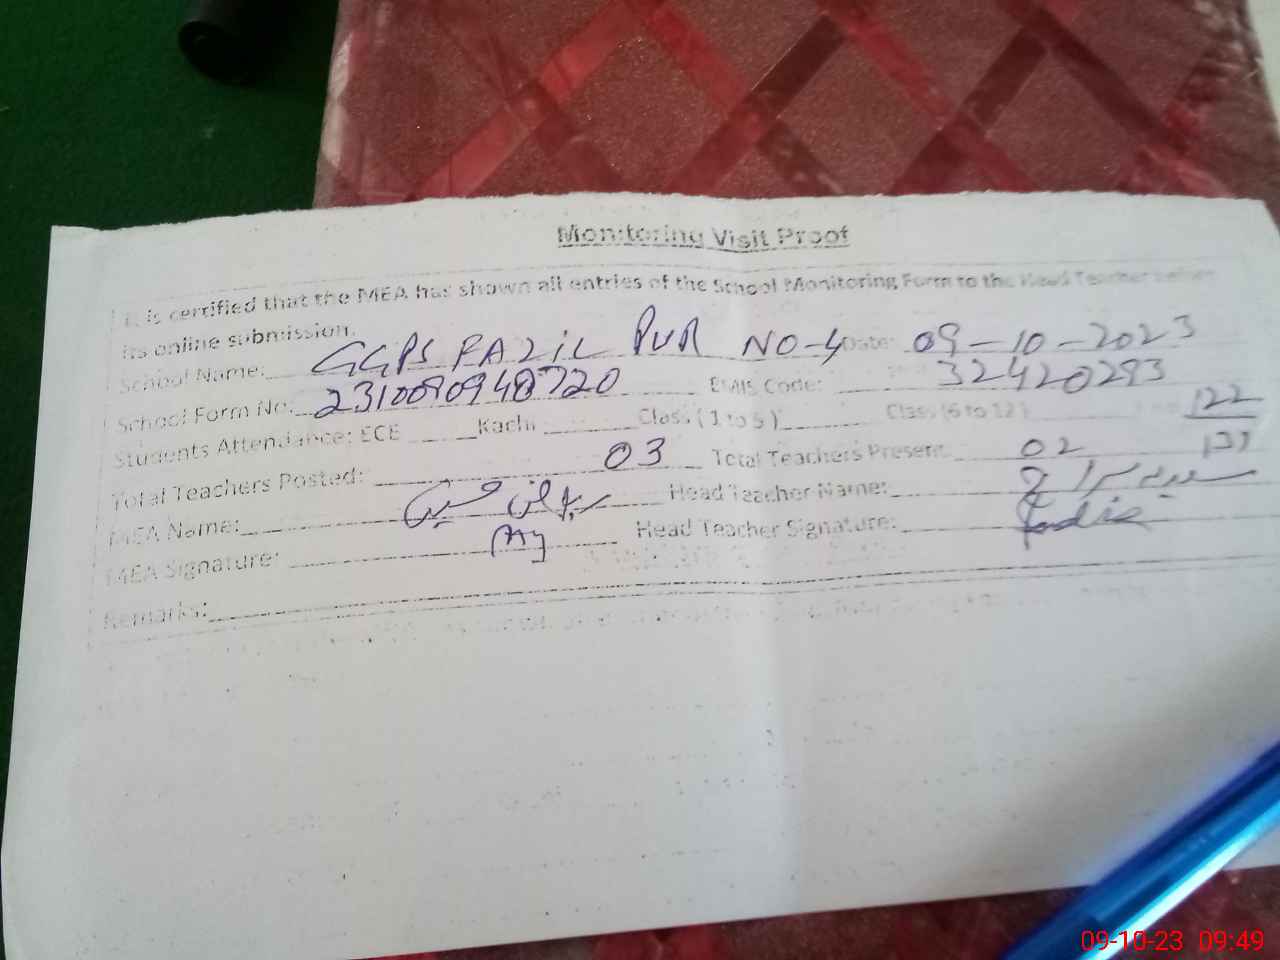 Monitoring Visit Proof
It is certified that the MEA has shown all entries of the School Monitoring Form to the Head Teacher before
its online submission.
School Name: GGPS FAZIL PUR NO-4 Date: 09-10-2023
School Form No: 2310090948720 EMIS Code: 32420293
Students Attendance: ECE Kachi Class (1 to 5) Class (6 to 12) 122
Total Teachers Posted: 03 Total Teachers Present: 02
MEA Name: Head Teacher Name:
MEA Signature: Head Teacher Signature:
Remarks:
09-10-23 09:49